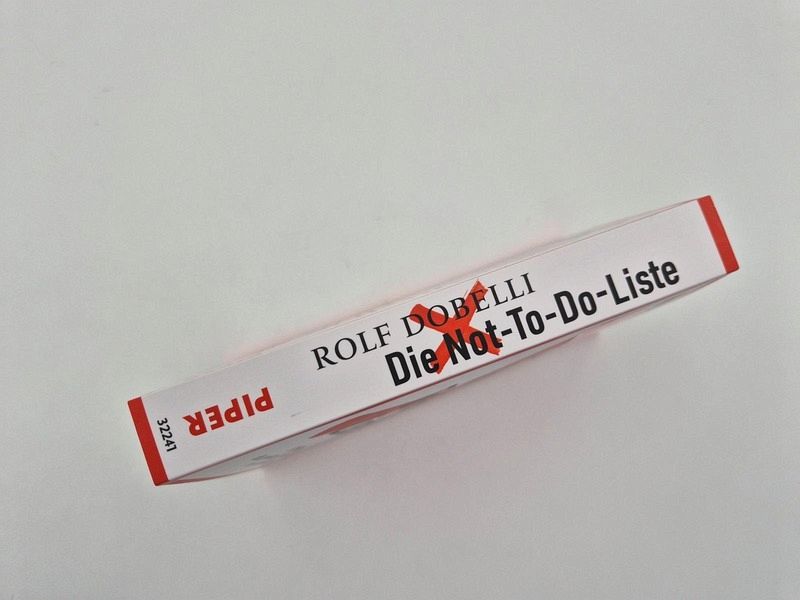 ROLF DOBELLI
Die Not-To-Do-Liste
PIPER
32241